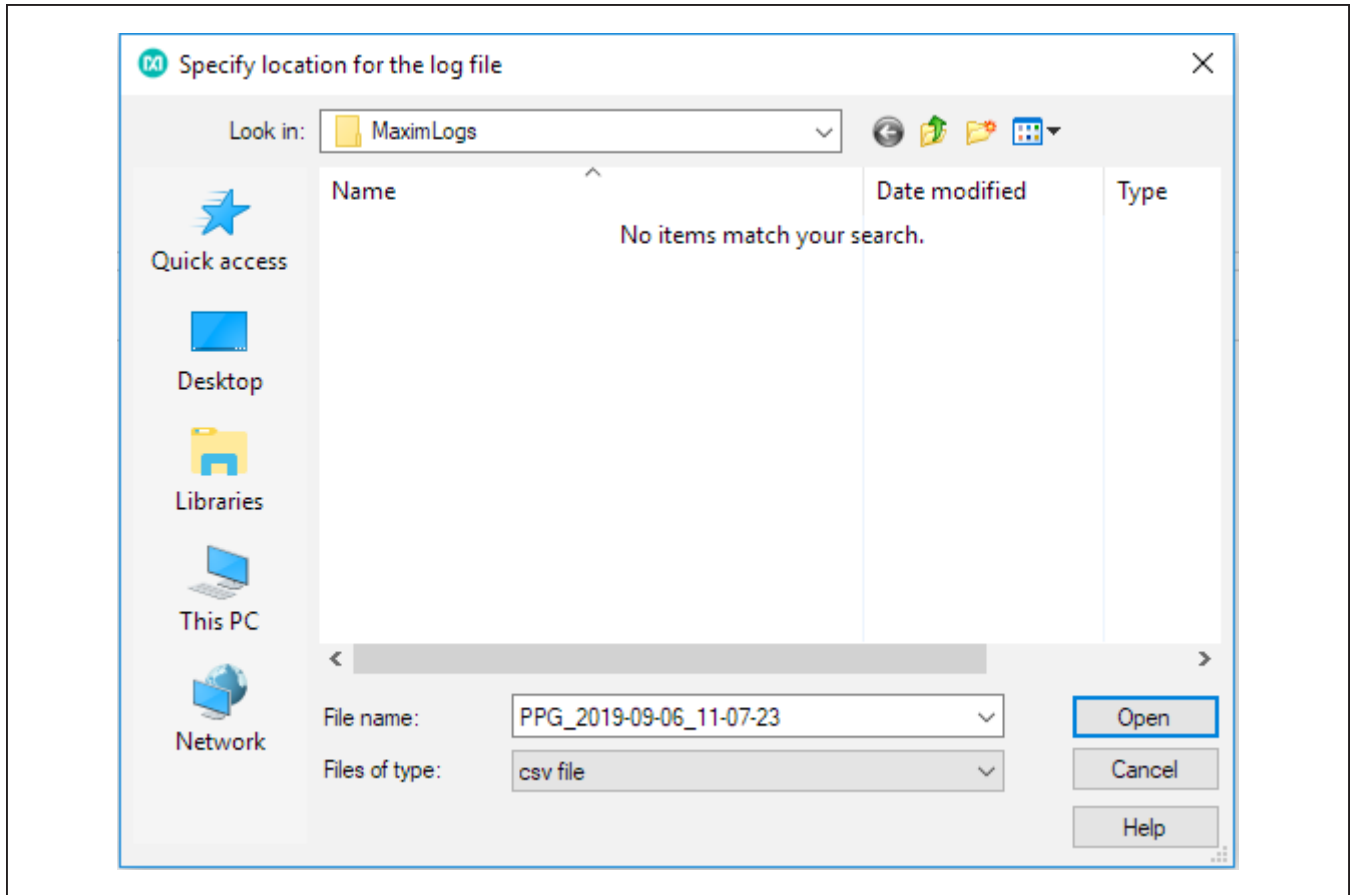 Specify location for the log file
Look in: MaximLogs
Name Date modified Type
No items match your search.
Quick access
Desktop
Libraries
This PC
Network
File name: PPG_2019-09-06_11-07-23 Open
Files of type: csv file Cancel
Help